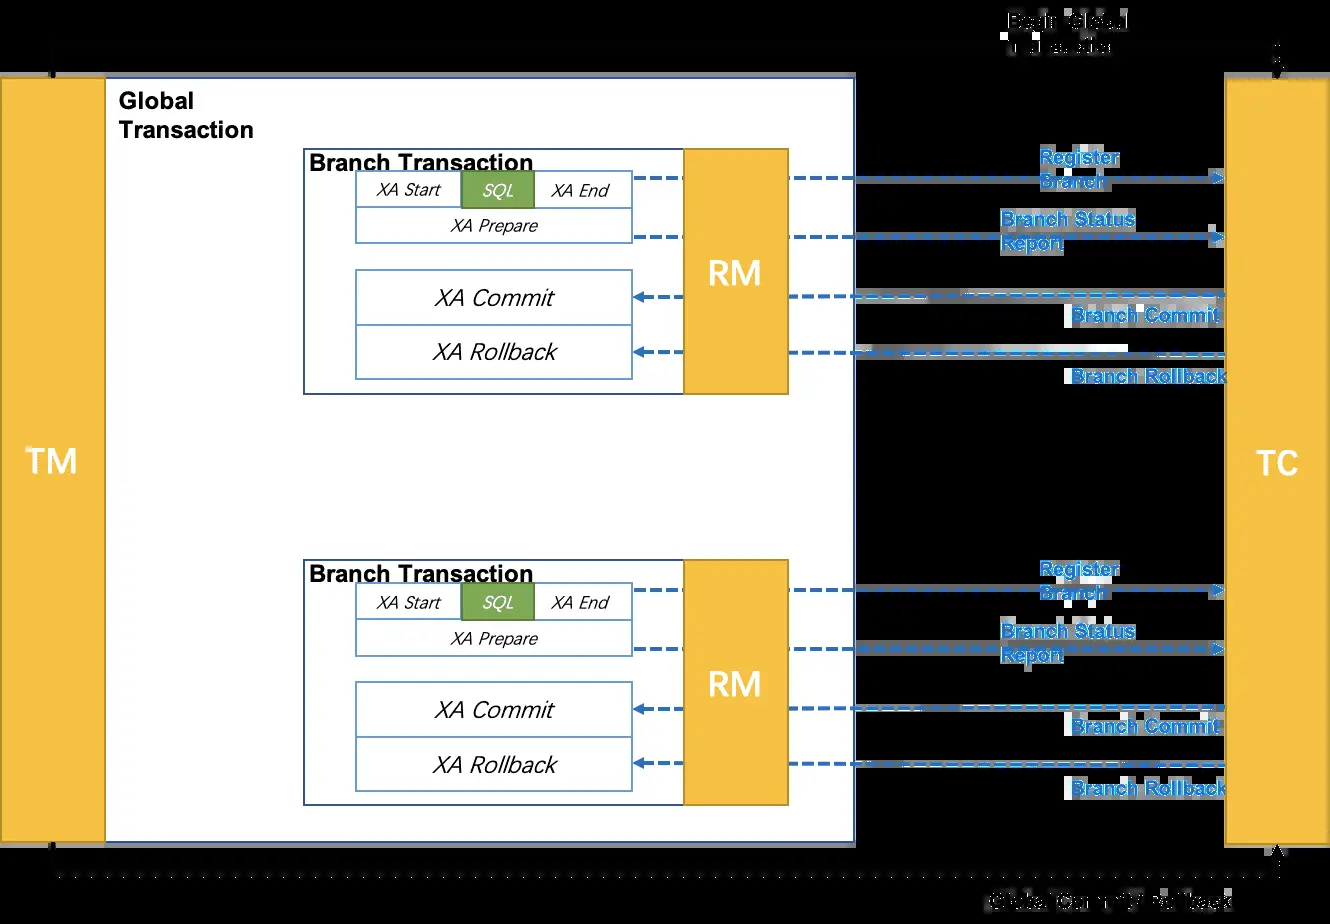 Begin Global
Transaction
Global
Transaction
Branch Transaction
XA Start
SQL
XA End
XA Prepare
XA Commit
XA Rollback
RM
Register
Branch
Branch Status
Report
Branch Commit
Branch Rollback
TM
TC
Branch Transaction
XA Start
SQL
XA End
XA Prepare
XA Commit
XA Rollback
RM
Register
Branch
Branch Status
Report
Branch Commit
Branch Rollback
Global Commit/Rollback